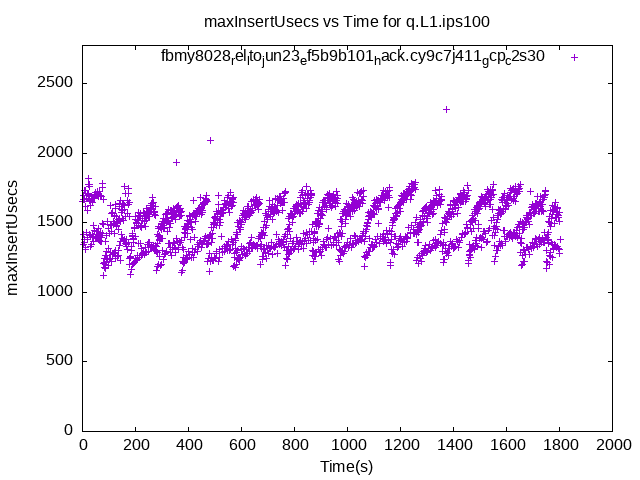 maxInsertUsecs vs Time for q.L1.ips100
fbmy8028relltojun23ef5b9b101hack.cy9c7j411gcpc2s30
maxInsertUsecs
2500
2000
1500
1000
500
0
0 200 400 600 800 1000 1200 1400 1600 1800 2000
Time(s)